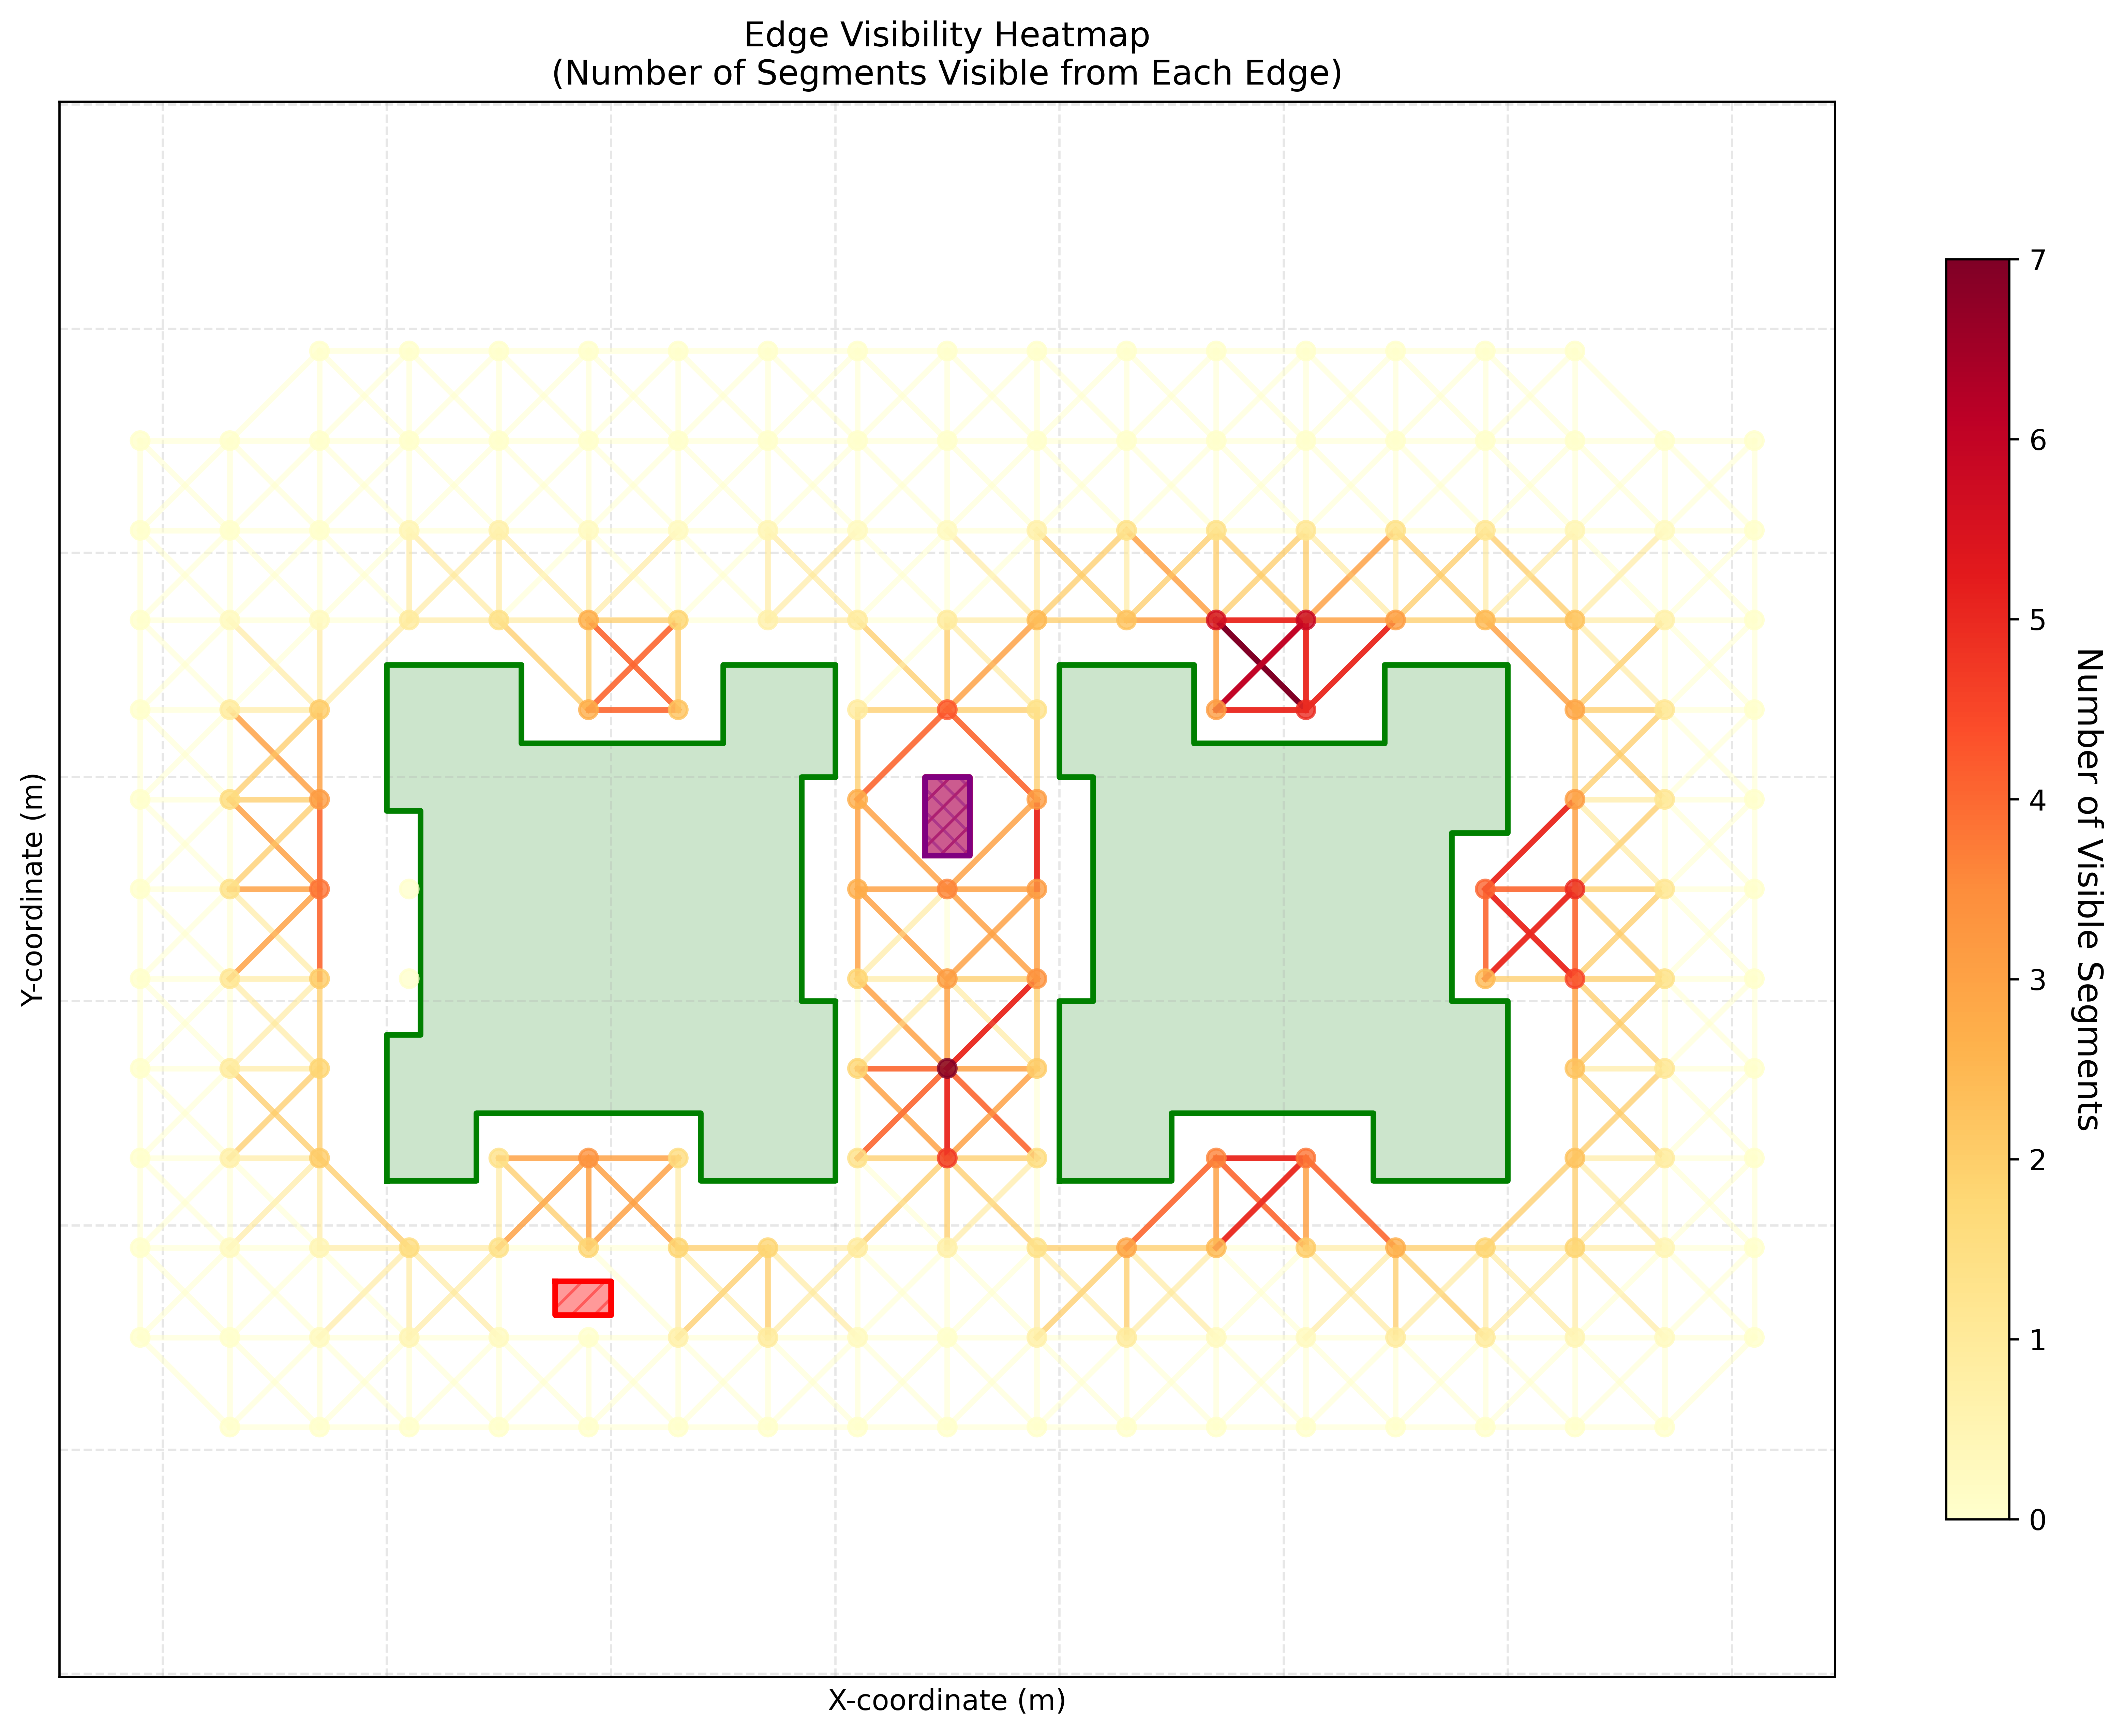 Edge Visibility Heatmap
(Number of Segments Visible from Each Edge)
Y-coordinate (m)
X-coordinate (m)
7
6
5
4
3
2
1
0
Number of Visible Segments